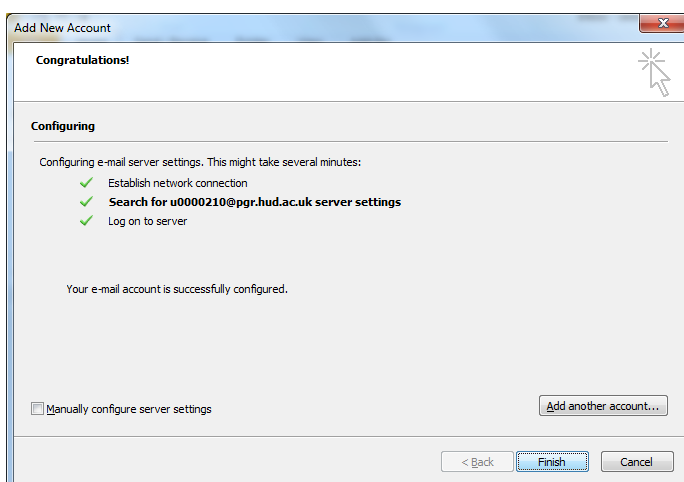 Add New Account
Congratulations!
Configuring
Configuring e-mail server settings. This might take several minutes:
Establish network connection
Search for u0000210@pgr.hud.ac.uk server settings
Log on to server
Your e-mail account is successfully configured.
Manually configure server settings
Add another account...
< Back
Finish
Cancel